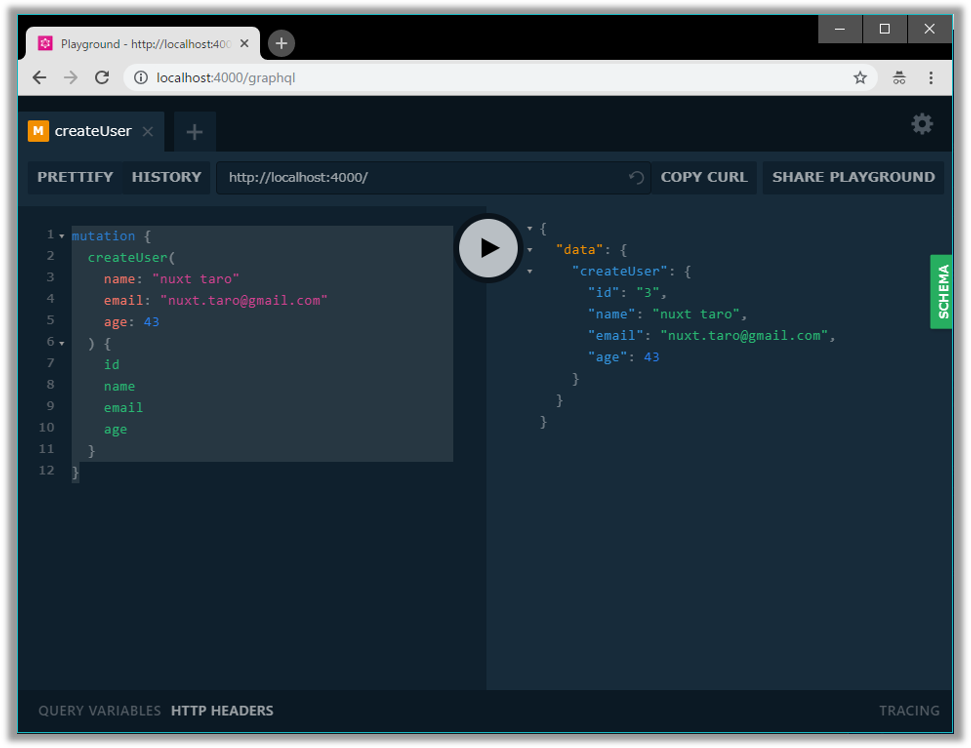 Playground - http://localhost:400
localhost:4000/graphql
M createUser
PRETTIFY HISTORY http://localhost:4000/ COPY CURL SHARE PLAYGROUND
1 mutation {
2 createUser(
3 name: "nuxt taro"
4 email: "nuxt.taro@gmail.com"
5 age: 43
6 ) {
7 id
8 name
9 email
10 age
11 }
12 }
{
"data": {
"createUser": {
"id": "3",
"name": "nuxt taro",
"email": "nuxt.taro@gmail.com",
"age": 43
}
}
}
SCHEMA
QUERY VARIABLES HTTP HEADERS TRACING